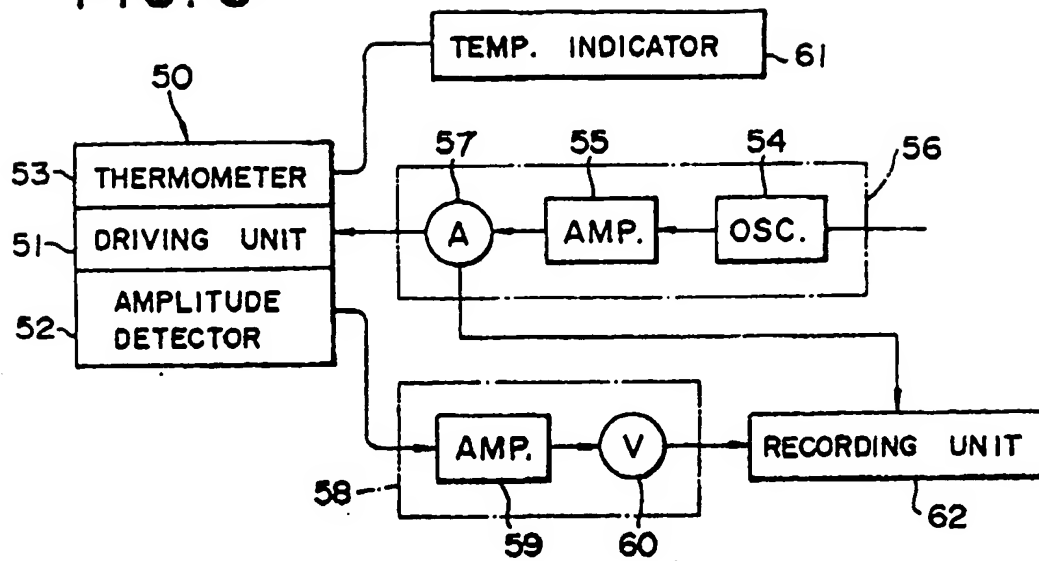 TEMP. INDICATOR
61
50
57
55
54
56
53
THERMOMETER
51
DRIVING UNIT
A
AMP.
OSC.
52
AMPLITUDE
DETECTOR
58
AMP.
V
RECORDING UNIT
59
60
62